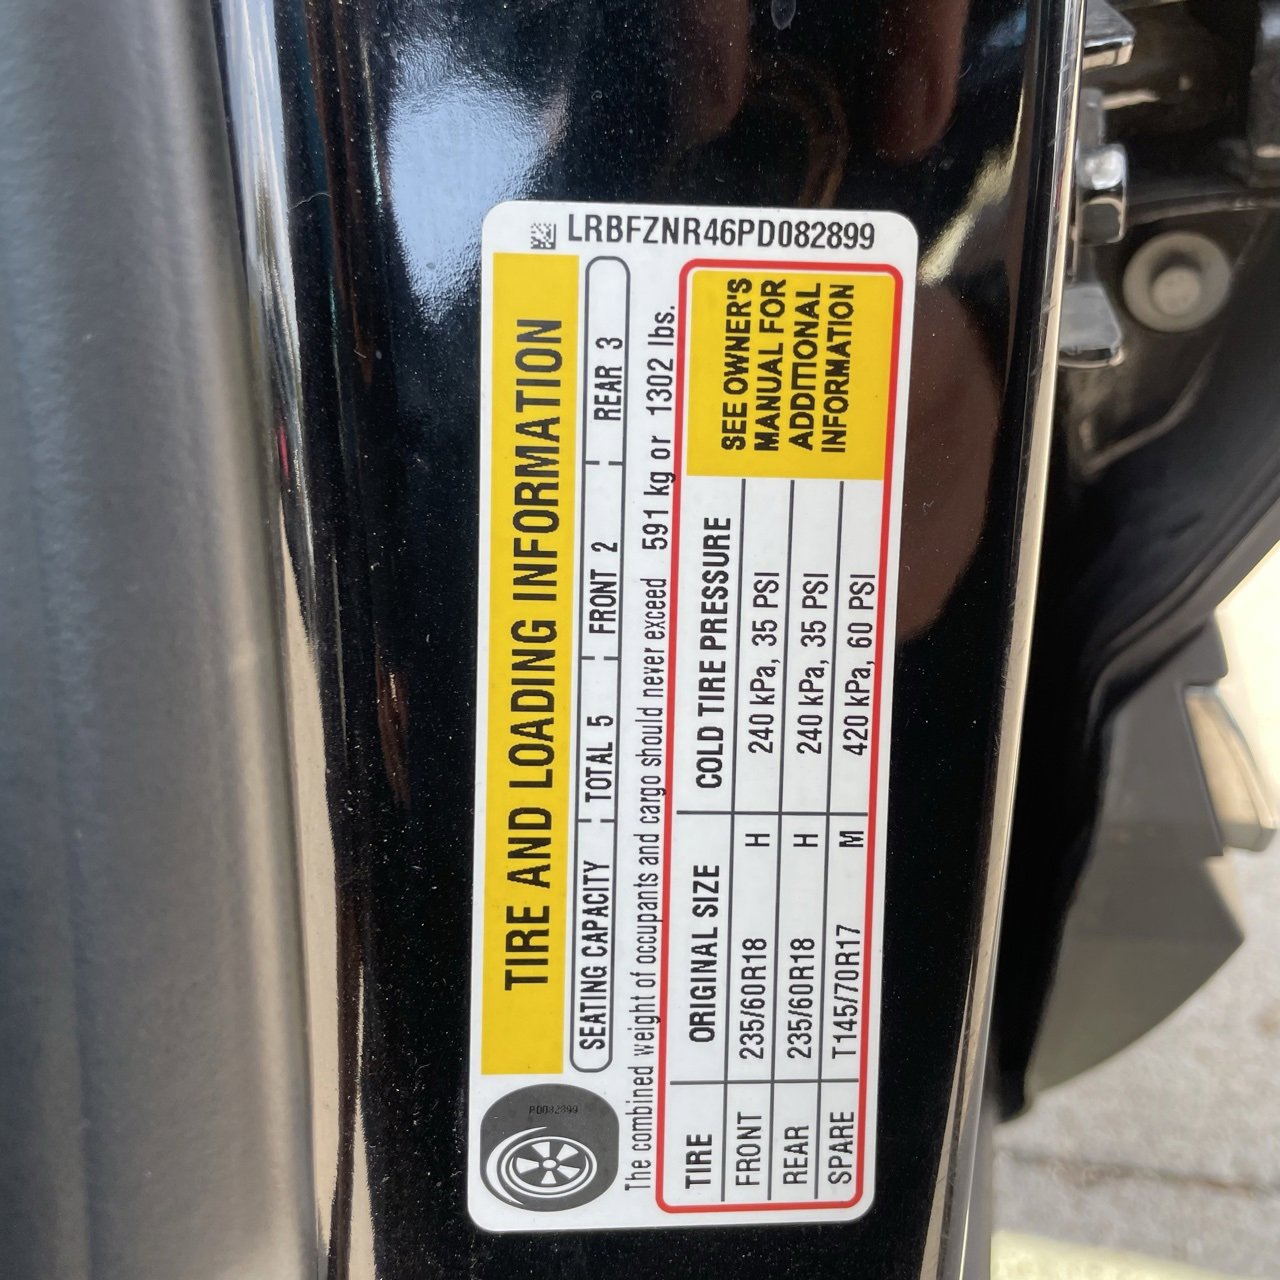 LRBFZNR46PD082899
TIRE AND LOADING INFORMATION
SEATING CAPACITY TOTAL 5 FRONT 2 REAR 3
The combined weight of occupants and cargo should never exceed 591 kg or 1302 lbs.
TIRE ORIGINAL SIZE COLD TIRE PRESSURE
FRONT 235/60R18 H 240 kPa, 35 PSI
REAR 235/60R18 H 240 kPa, 35 PSI
SPARE T145/70R17 M 420 kPa, 60 PSI
SEE OWNER'S
MANUAL FOR
ADDITIONAL
INFORMATION
PD082899